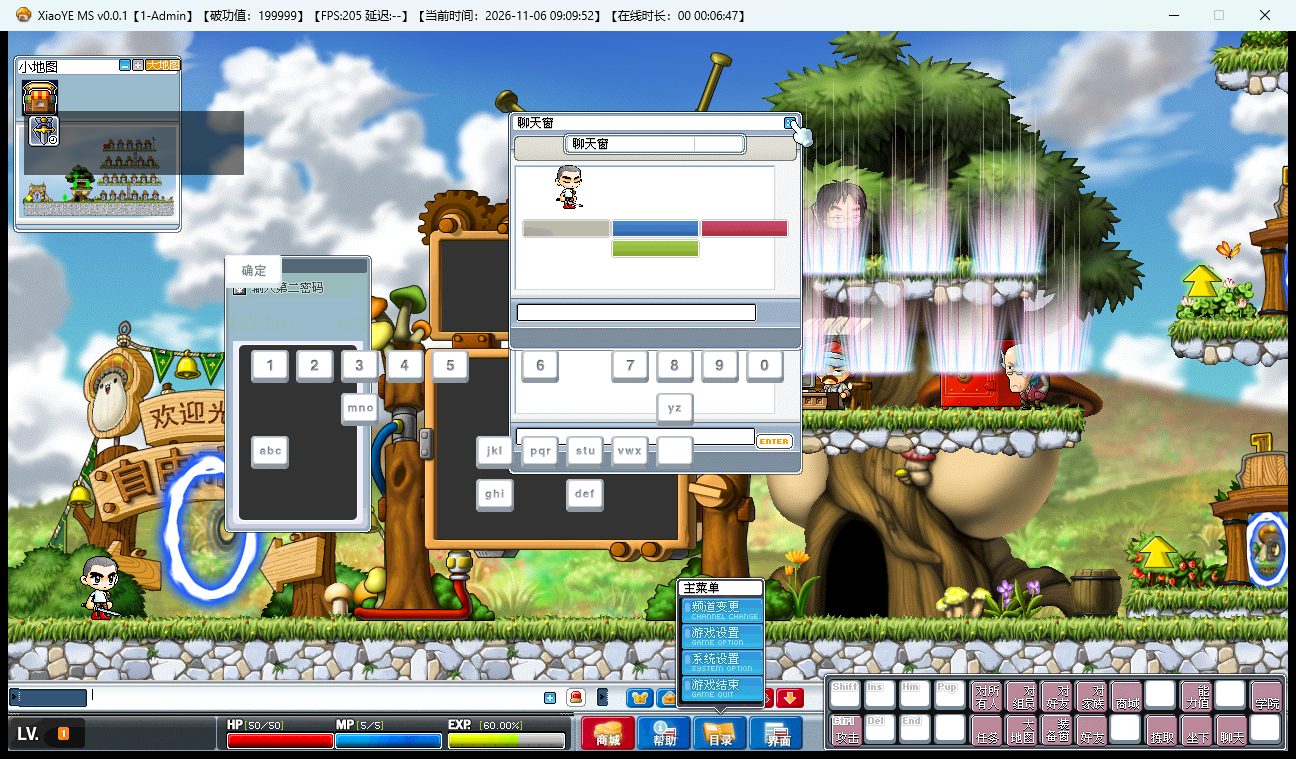 XiaoYE MS v0.0.1【1-Admin】【破功值：199999】【FPS:205 延迟:--】【当前时间：2026-11-06 09:09:52】【在线时长：00 00:06:47】
小地图
大地图
聊天窗
聊天窗
确定
输入第二密码
1 2 3 4 5 6 7 8 9 0
mno yz
abc jkl pqr stu vwx
ghi def
ENTER
欢迎光
自由
主菜单
频道变更
CHANNEL CHANGE
游戏设置
GAME OPTION
系统设置
SYSTEM OPTION
游戏结束
GAME QUIT
Shift Ins Hm Pup 对所有人 对组员 对好友 对家族 商城 能力值 学院
Ctrl 攻击 Del End 任务 地图 装备窗 好友 拣取 坐下 聊天
LV. 1
HP[50/50] MP[5/5] EXP. [60.00%]
商城 帮助 目录 界面